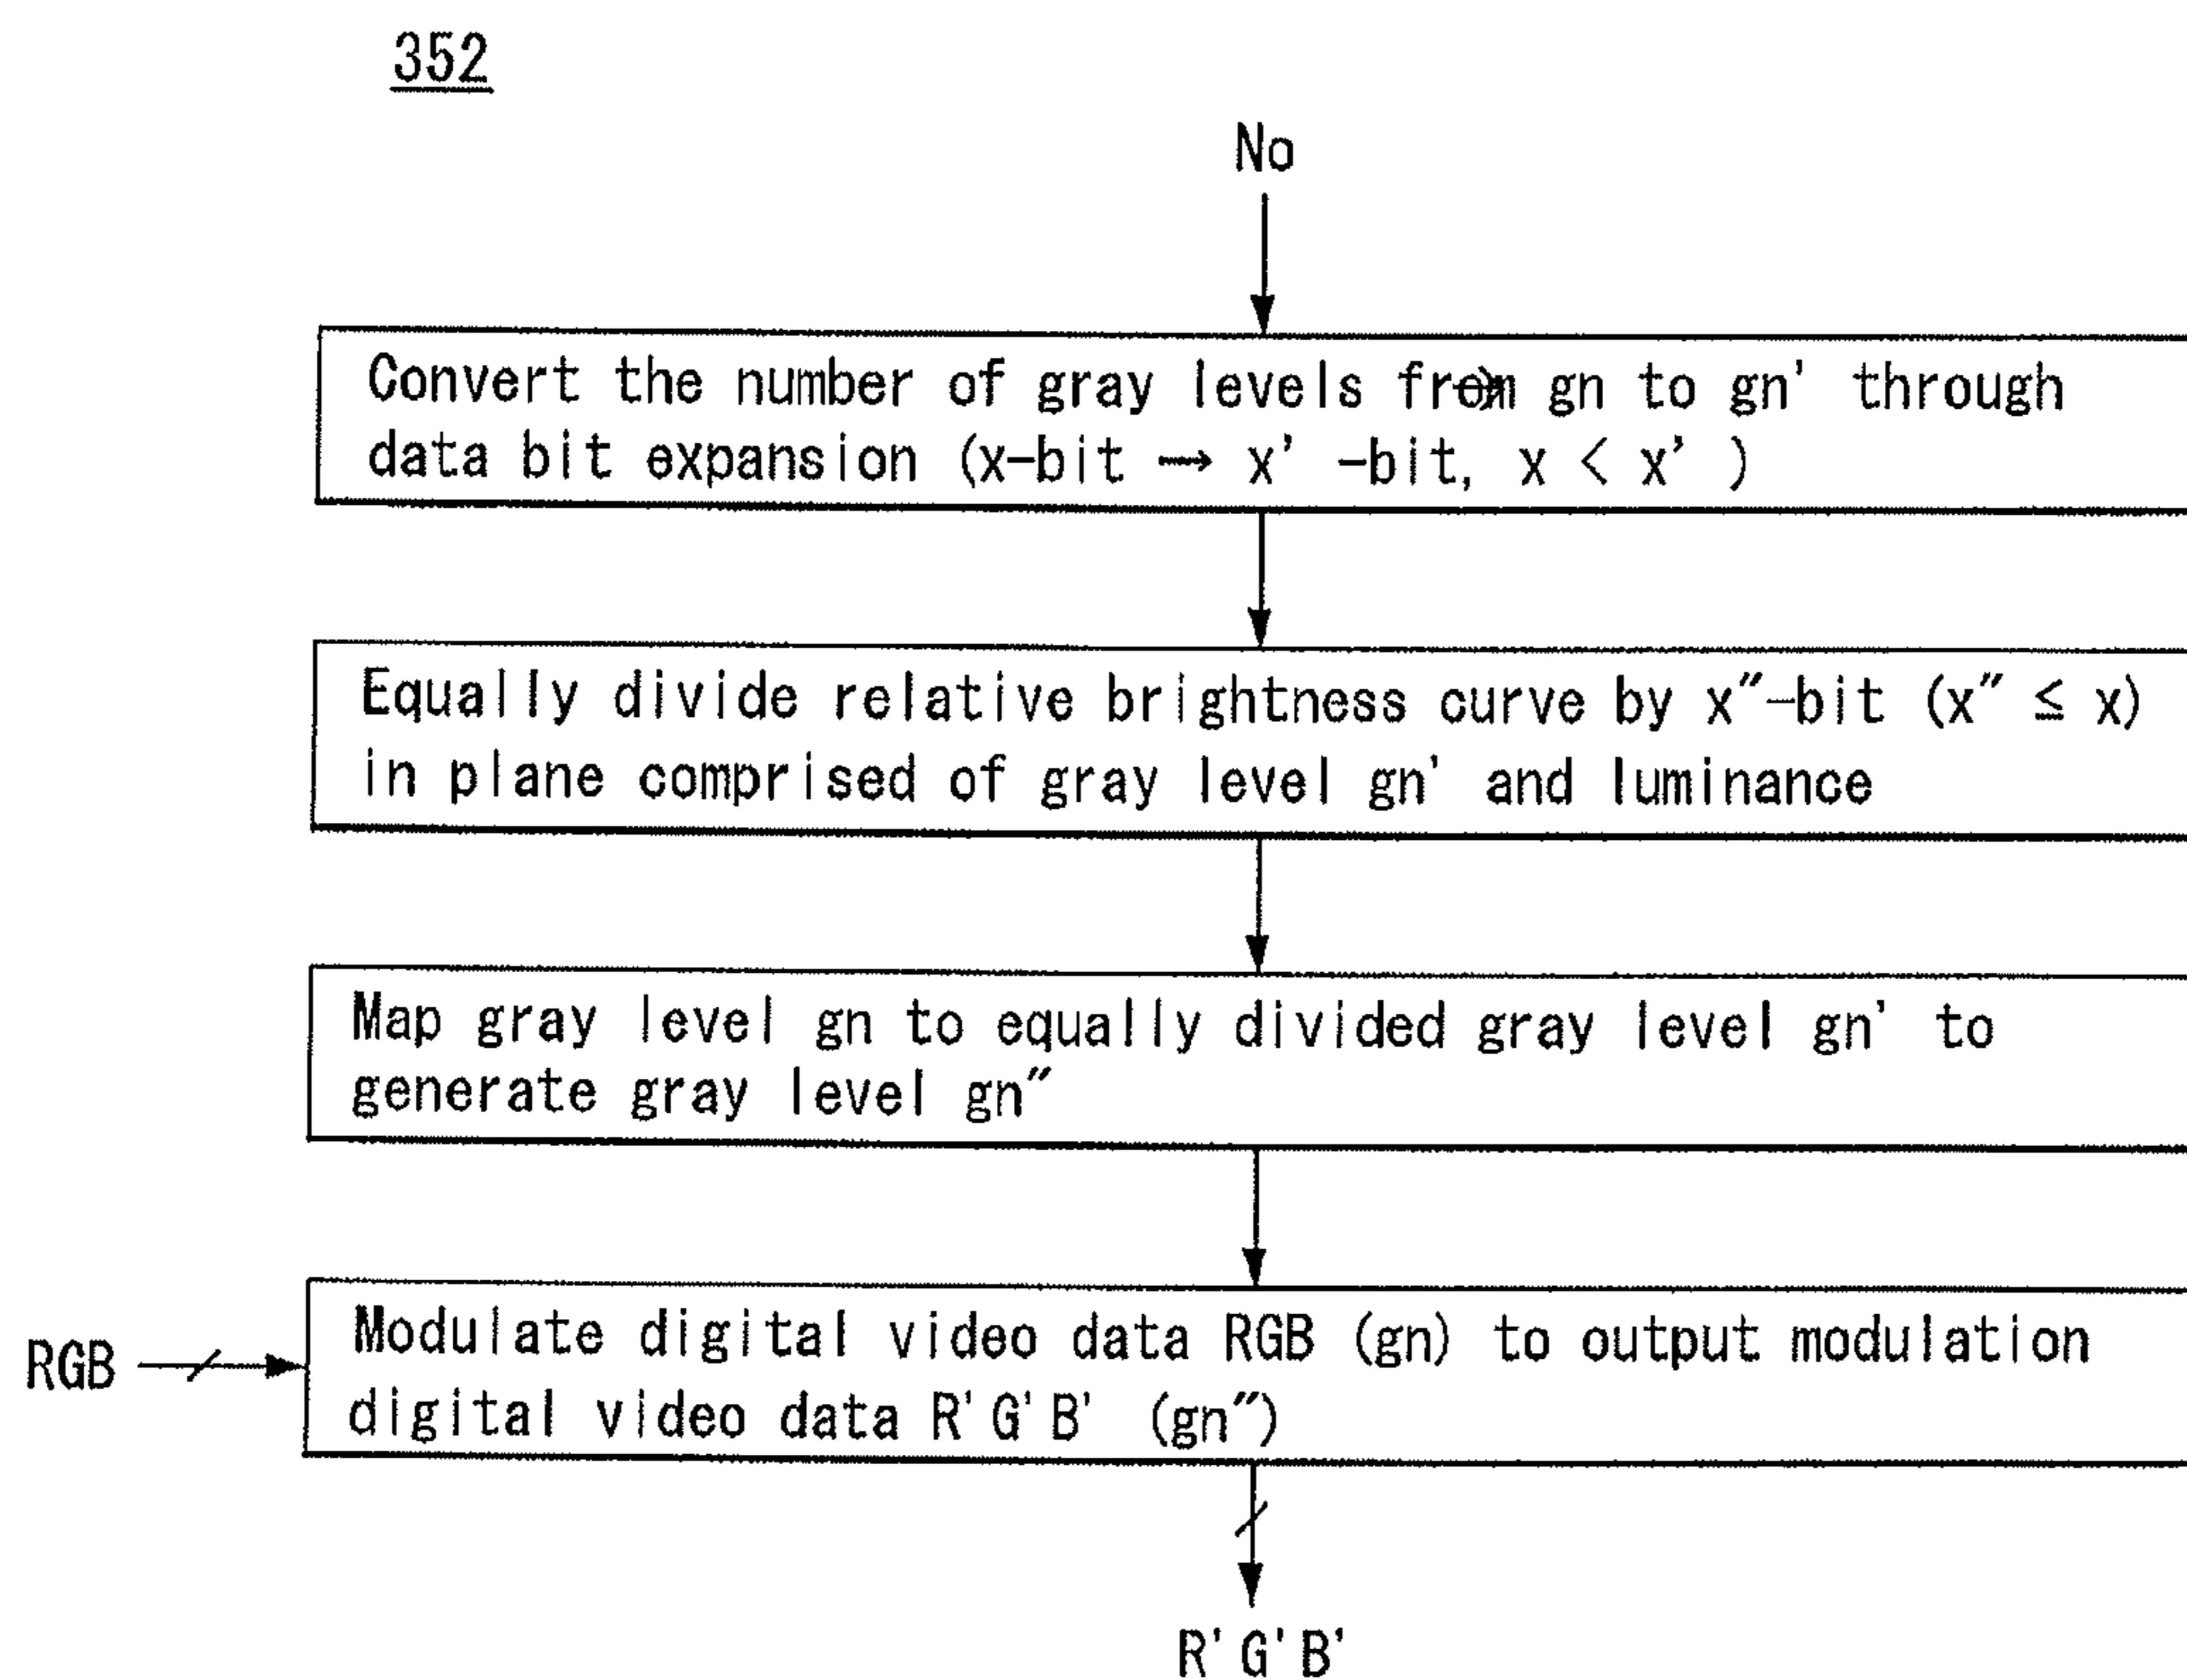 352
No
Convert the number of gray levels from gn to gn' through
data bit expansion (x-bit → x' -bit, x < x' )
Equally divide relative brightness curve by x"-bit (x" ≤ x)
in plane comprised of gray level gn' and luminance
Map gray level gn to equally divided gray level gn' to
generate gray level gn"
RGB
Modulate digital video data RGB (gn) to output modulation
digital video data R'G'B' (gn")
R'G'B'